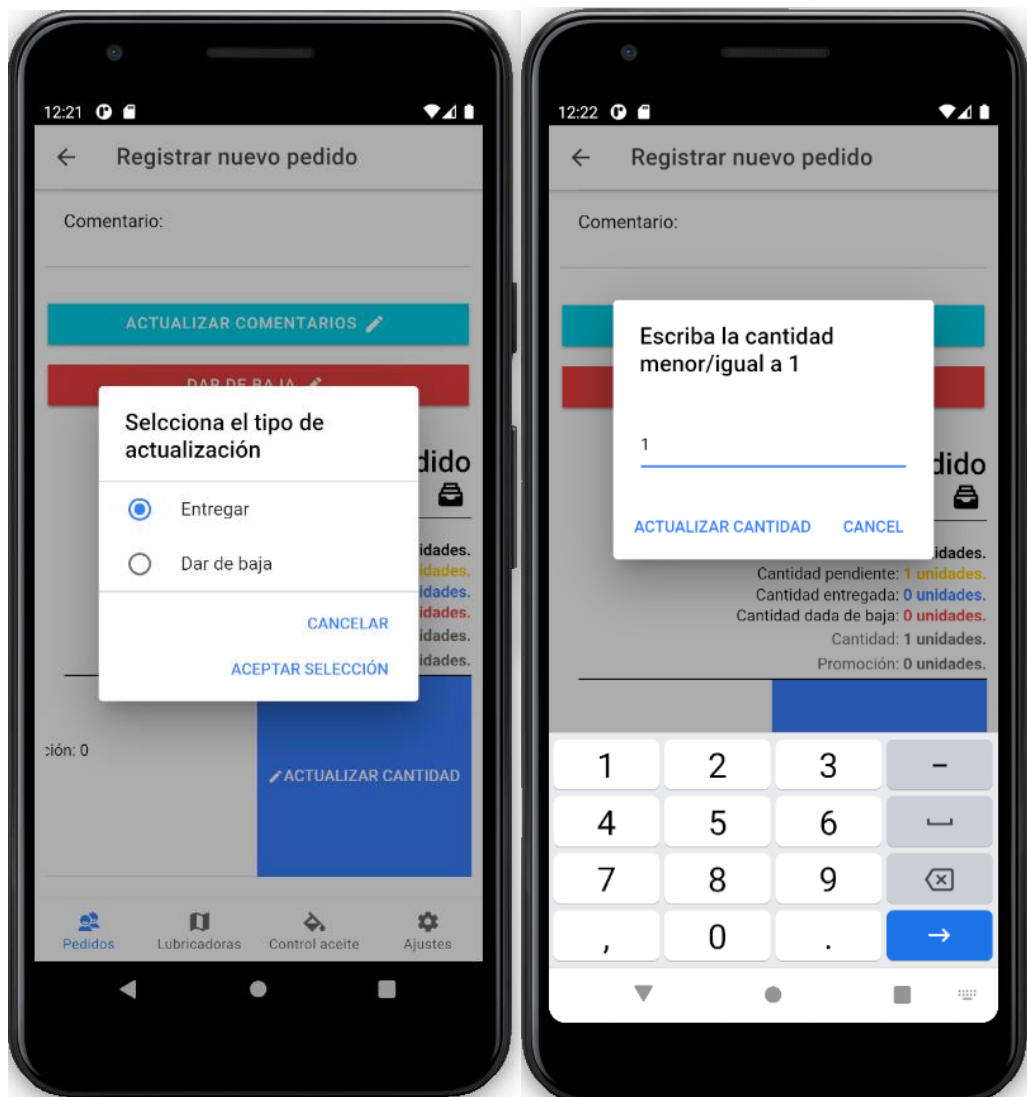 12:21
Registrar nuevo pedido
Comentario:
ACTUALIZAR COMENTARIOS
DAR DE BAJA
Selcciona el tipo de
actualización
dido
Entregar
Dar de baja
idades.
idades.
idades.
idades.
idades.
idades.
CANCELAR
ACEPTAR SELECCIÓN
ción: 0
ACTUALIZAR CANTIDAD
Pedidos Lubricadoras Control aceite Ajustes
12:22
Registrar nuevo pedido
Comentario:
Escriba la cantidad
menor/igual a 1
1
dido
ACTUALIZAR CANTIDAD CANCEL
idades.
Cantidad pendiente: 1 unidades.
Cantidad entregada: 0 unidades.
Cantidad dada de baja: 0 unidades.
Cantidad: 1 unidades.
Promoción: 0 unidades.
1 2 3 -
4 5 6
7 8 9
, 0 .